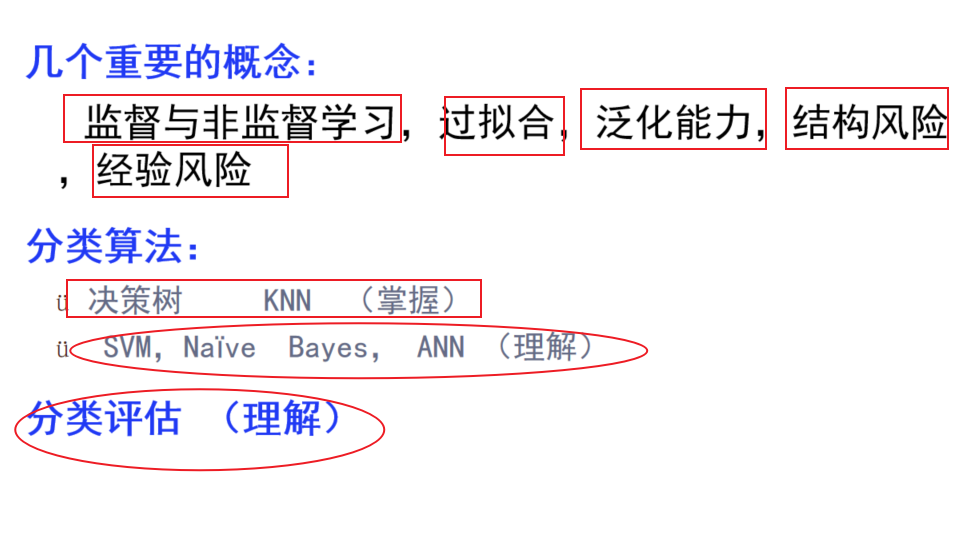 几个重要的概念：
监督与非监督学习，过拟合，泛化能力，结构风险
，经验风险
分类算法：
ü 决策树 KNN （掌握）
ü SVM，Naïve Bayes， ANN （理解）
分类评估 （理解）